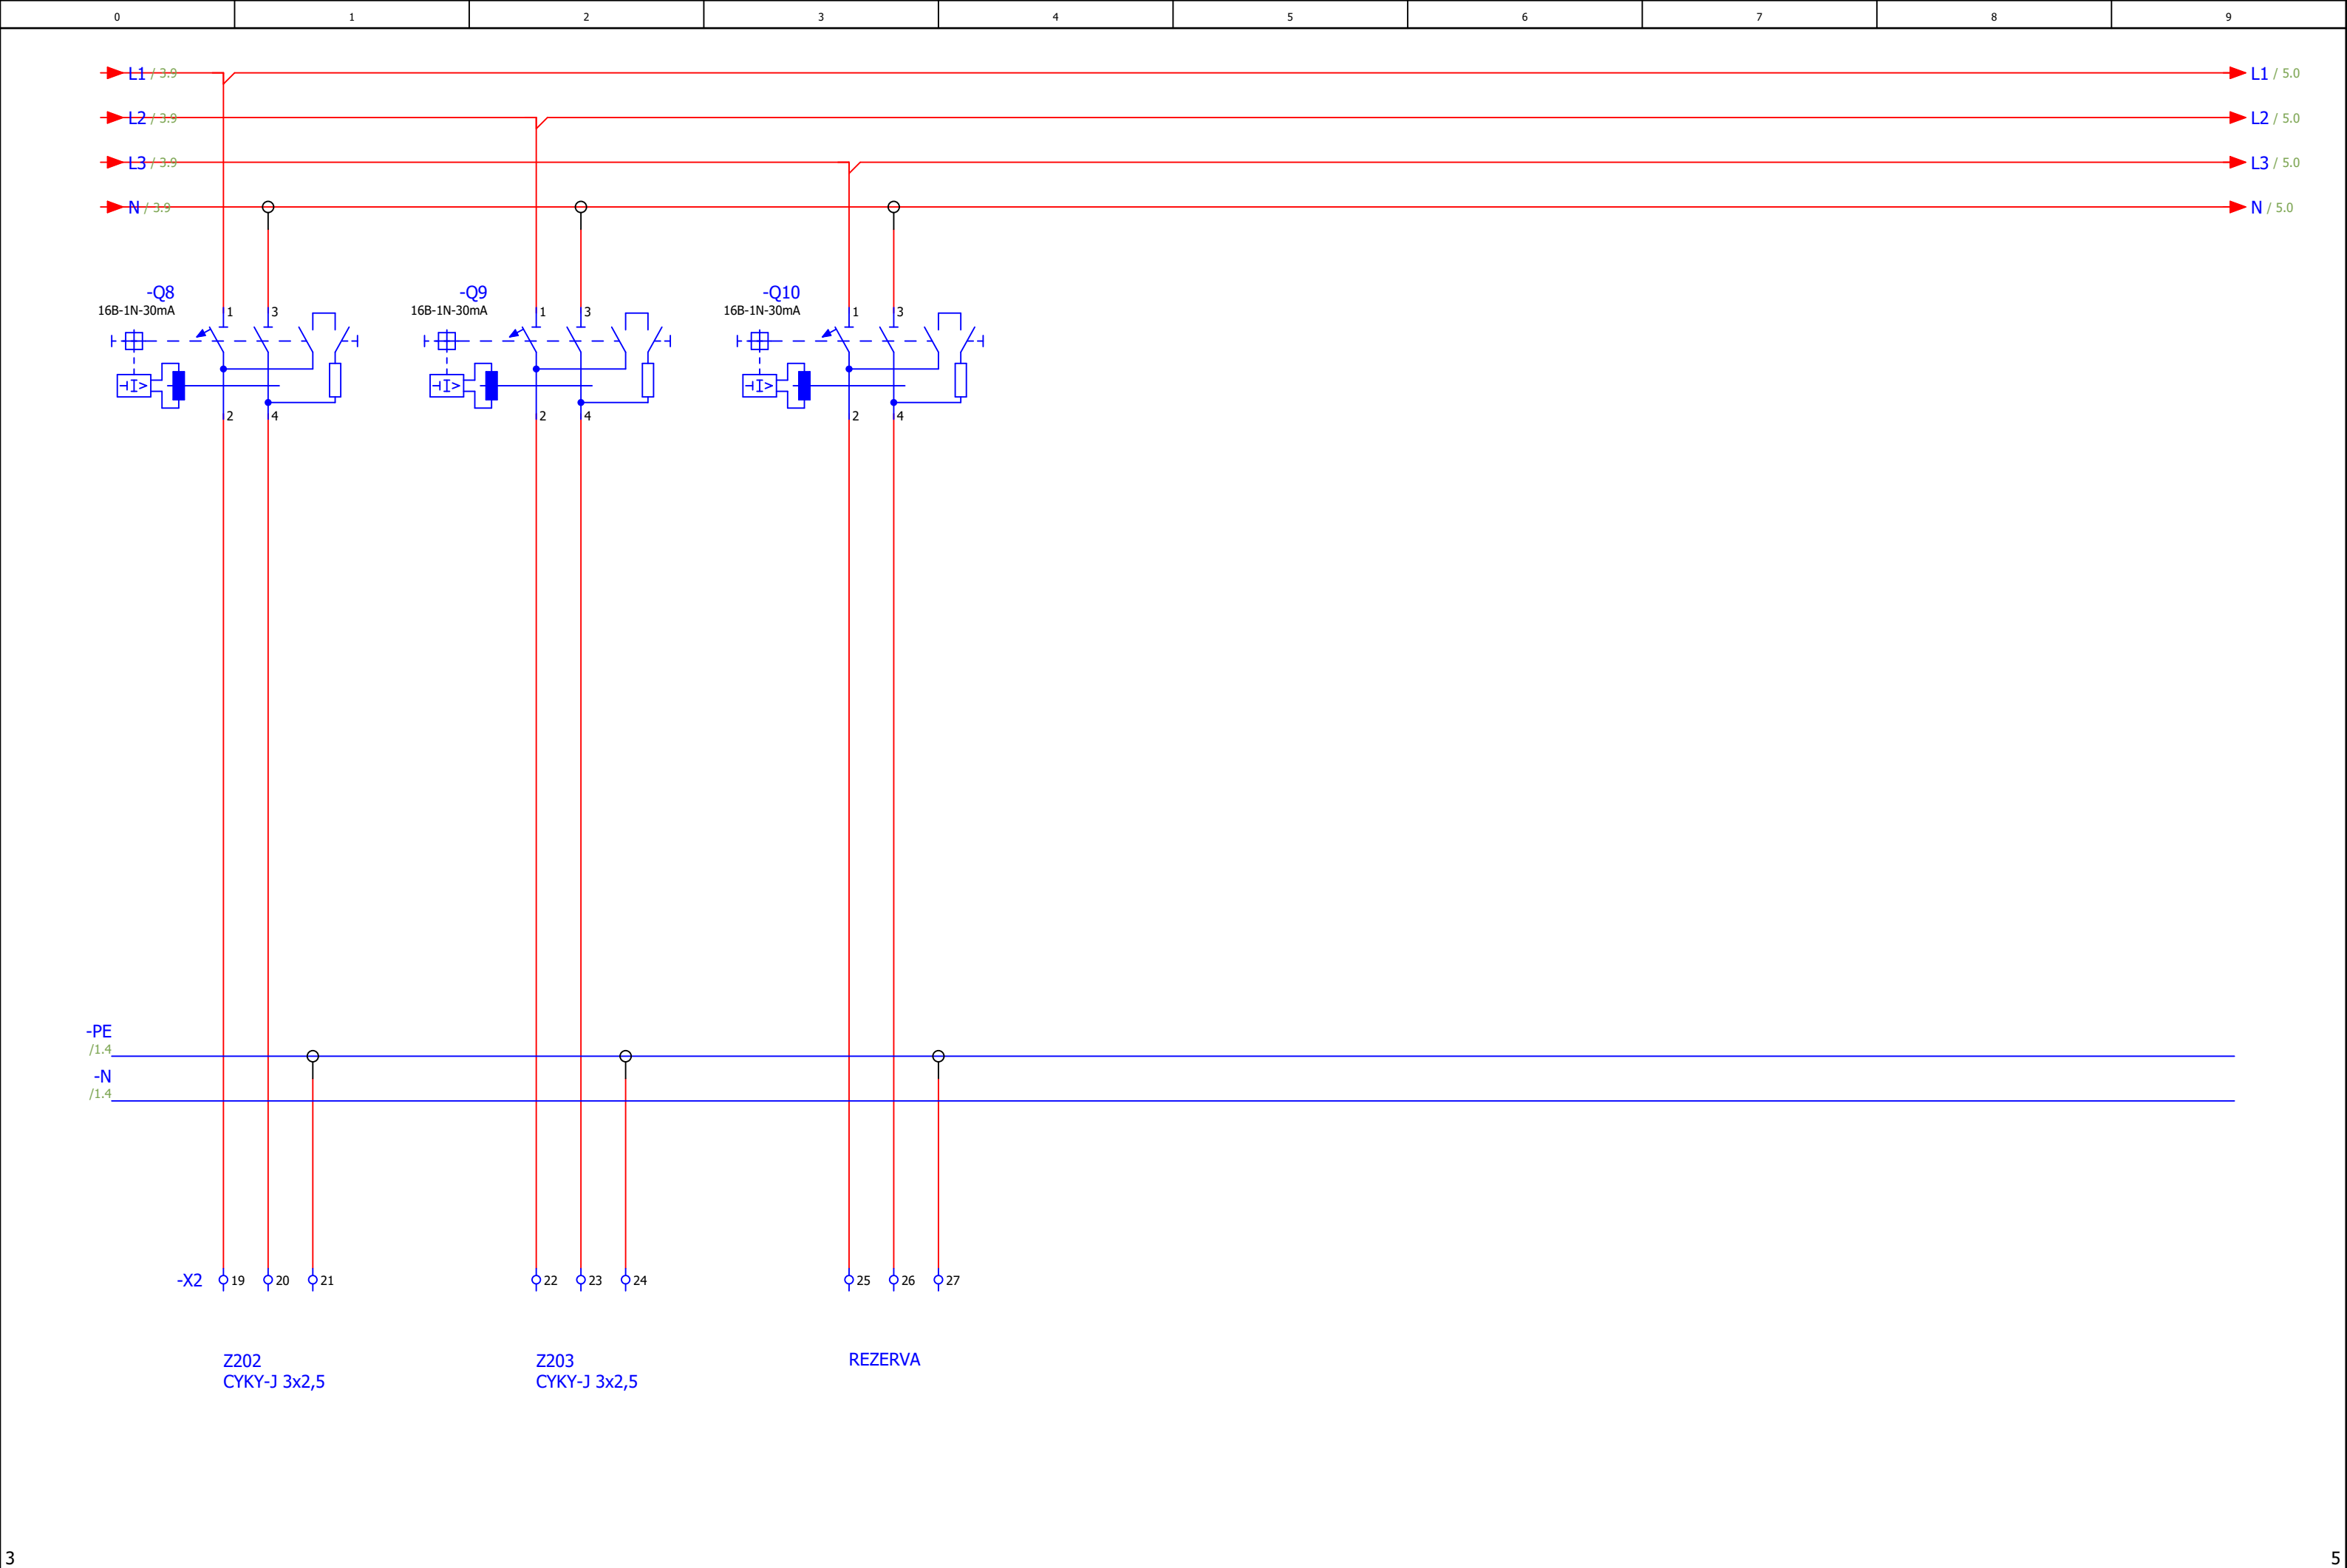 0 1 2 3 4 5 6 7 8 9
L1 / 3.9 L1 / 5.0
L2 / 3.9 L2 / 5.0
L3 / 3.9 L3 / 5.0
N / 3.9 N / 5.0
-Q8 -Q9 -Q10
16B-1N-30mA 1 3 16B-1N-30mA 1 3 16B-1N-30mA 1 3
I> I> I>
2 4 2 4 2 4
-PE
/1.4
-N
/1.4
-X2 19 20 21 22 23 24 25 26 27
Z202 Z203 REZERVA
CYKY-J 3x2,5 CYKY-J 3x2,5
3 5